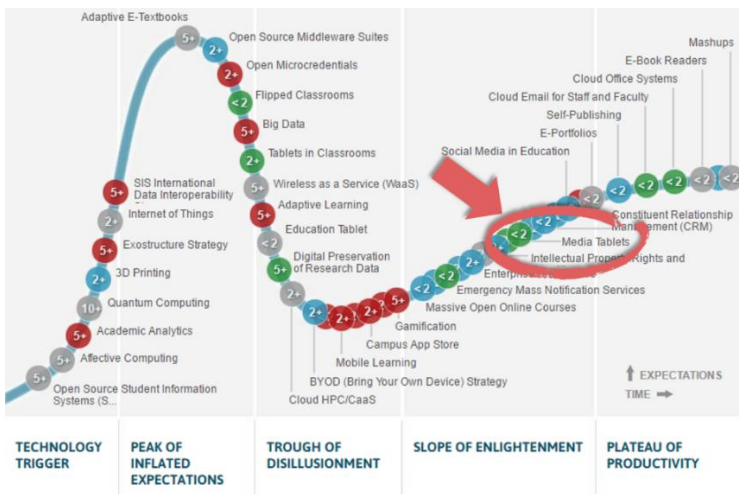 Adaptive E-Textbooks
5+
2+
Open Source Middleware Suites
2+
Open Microcredentials
<2
Flipped Classrooms
5+
Big Data
2+
Tablets in Classrooms
5+
Wireless as a Service (WaaS)
5+
Adaptive Learning
<2
Education Tablet
5+
Digital Preservation
of Research Data
2+
5+
SIS International
Data Interoperability
2+
Internet of Things
5+
Exostructure Strategy
2+
3D Printing
10+
Quantum Computing
5+
Academic Analytics
5+
Affective Computing
5+
Open Source Student Information
Systems (S...
2+
2+
2+
5+
Gamification
Campus App Store
Mobile Learning
BYOD (Bring Your Own Device) Strategy
Cloud HPC/CaaS
<2
<2
2+
Massive Open Online Courses
Emergency Mass Notification Services
Intellectual Property Rights and
Media Tablets
<2
<2
Constituent Relationship
Management (CRM)
Social Media in Education
E-Portfolios
Self-Publishing
Cloud Email for Staff and Faculty
Cloud Office Systems
E-Book Readers
Mashups
<2
<2
<2
<2
<2
<2
EXPECTATIONS
TIME
TECHNOLOGY
TRIGGER
PEAK OF
INFLATED
EXPECTATIONS
TROUGH OF
DISILLUSIONMENT
SLOPE OF ENLIGHTENMENT
PLATEAU OF
PRODUCTIVITY